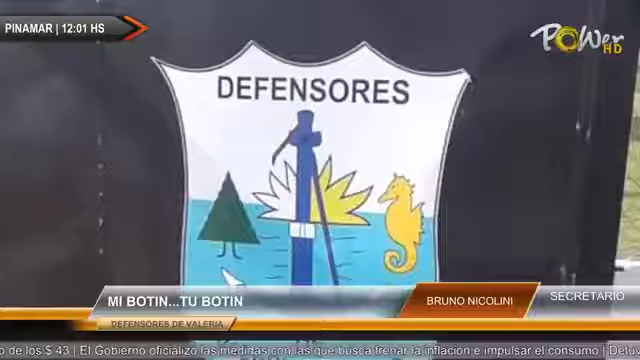 PINAMAR | 12:01 HS
POWER
HD
DEFENSORES
MI BOTIN...TU BOTIN
BRUNO NICOLINI
SECRETARIO
DEFENSORES DE VALERIA
o de los $ 43 | El Gobierno oficializó las medidas con las que busca frenar la inflación e impulsar el consumo |